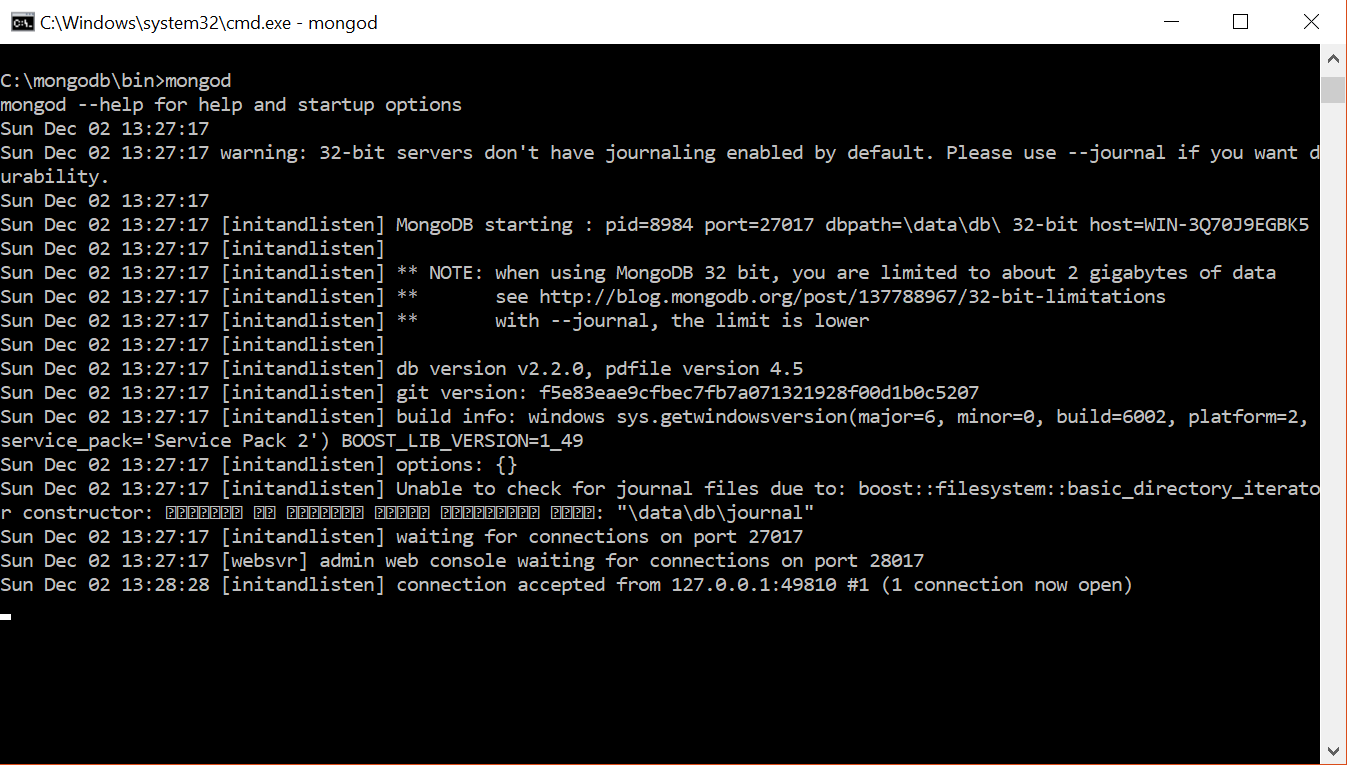 C:\Windows\system32\cmd.exe - mongod
C:\mongodb\bin>mongod
mongod --help for help and startup options
Sun Dec 02 13:27:17
Sun Dec 02 13:27:17 warning: 32-bit servers don't have journaling enabled by default. Please use --journal if you want d
urability.
Sun Dec 02 13:27:17
Sun Dec 02 13:27:17 [initandlisten] MongoDB starting : pid=8984 port=27017 dbpath=\data\db\ 32-bit host=WIN-3Q70J9EGBK5
Sun Dec 02 13:27:17 [initandlisten]
Sun Dec 02 13:27:17 [initandlisten] ** NOTE: when using MongoDB 32 bit, you are limited to about 2 gigabytes of data
Sun Dec 02 13:27:17 [initandlisten] **       see http://blog.mongodb.org/post/137788967/32-bit-limitations
Sun Dec 02 13:27:17 [initandlisten] **       with --journal, the limit is lower
Sun Dec 02 13:27:17 [initandlisten]
Sun Dec 02 13:27:17 [initandlisten] db version v2.2.0, pdfile version 4.5
Sun Dec 02 13:27:17 [initandlisten] git version: f5e83eae9cfbec7fb7a071321928f00d1b0c5207
Sun Dec 02 13:27:17 [initandlisten] build info: windows sys.getwindowsversion(major=6, minor=0, build=6002, platform=2,
service_pack='Service Pack 2') BOOST_LIB_VERSION=1_49
Sun Dec 02 13:27:17 [initandlisten] options: {}
Sun Dec 02 13:27:17 [initandlisten] Unable to check for journal files due to: boost::filesystem::basic_directory_iterato
r constructor: : "\data\db\journal"
Sun Dec 02 13:27:17 [initandlisten] waiting for connections on port 27017
Sun Dec 02 13:27:17 [websvr] admin web console waiting for connections on port 28017
Sun Dec 02 13:28:28 [initandlisten] connection accepted from 127.0.0.1:49810 #1 (1 connection now open)